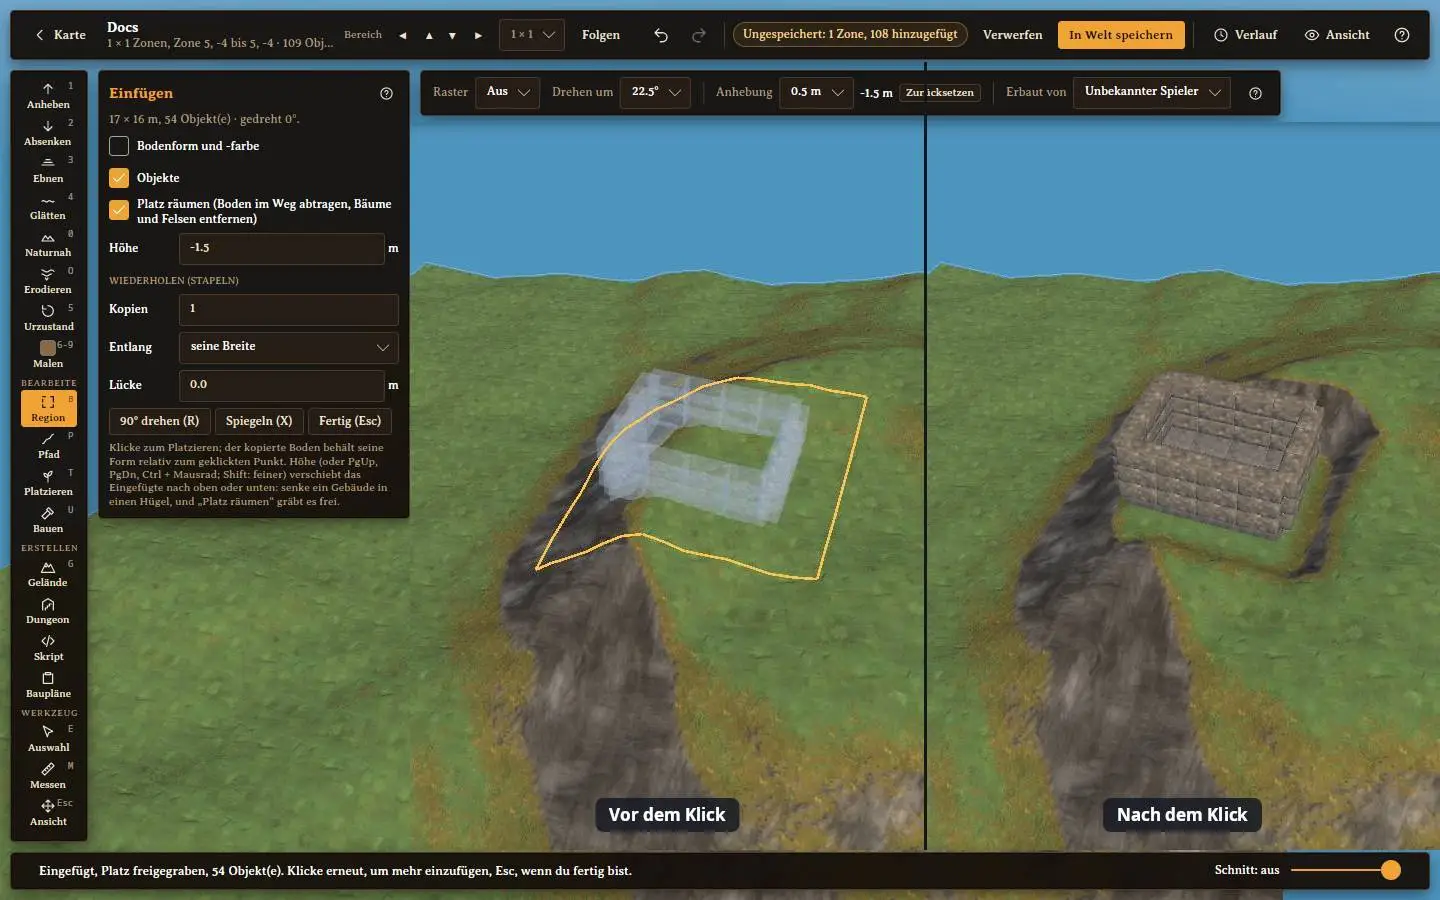 Karte
Docs
1 × 1 Zonen, Zone 5, -4 bis 5, -4 · 109 Obj...
Bereich
1 × 1
Folgen
Ungespeichert: 1 Zone, 108 hinzugefügt
Verwerfen
In Welt speichern
Verlauf
Ansicht
Raster
Aus
Drehen um
22.5°
Anhebung
0.5 m
-1.5 m
Zurücksetzen
Erbaut von
Unbekannter Spieler
1
Anheben
2
Absenken
3
Ebnen
4
Glätten
0
Naturnah
O
Erodieren
5
Urzustand
6-9
Malen
BEARBEITE
8
Region
P
Pfad
T
Platzieren
U
Bauen
ERSTELLEN
G
Gelände
Dungeon
Skript
Baupläne
WERKZEUG
E
Auswahl
M
Messen
Esc
Ansicht
Einfügen
17 × 16 m, 54 Objekt(e) · gedreht 0°.
Bodenform und -farbe
Objekte
Platz räumen (Boden im Weg abtragen, Bäume
und Felsen entfernen)
Höhe
-1.5
m
WIEDERHOLEN (STAPELN)
Kopien
1
Entlang
seine Breite
Lücke
0.0
m
90° drehen (R)
Spiegeln (X)
Fertig (Esc)
Klicke zum Platzieren; der kopierte Boden behält seine
Form relativ zum geklickten Punkt. Höhe (oder PgUp,
PgDn, Ctrl + Mausrad; Shift: feiner) verschiebt das
Eingefügte nach oben oder unten: senke ein Gebäude in
einen Hügel, und „Platz räumen“ gräbt es frei.
Vor dem Klick
Nach dem Klick
Eingefügt, Platz freigegraben, 54 Objekt(e). Klicke erneut, um mehr einzufügen, Esc, wenn du fertig bist.
Schnitt: aus